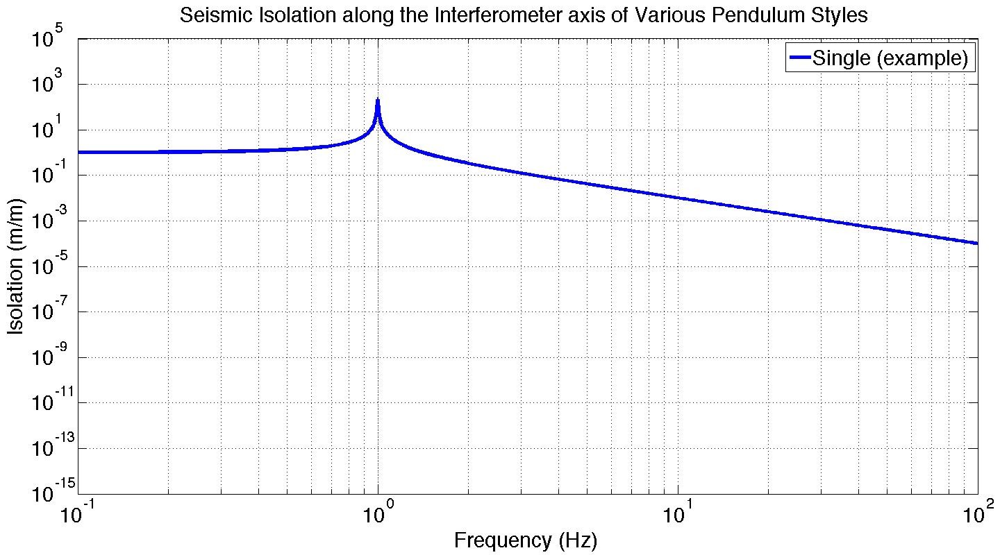 Seismic Isolation along the Interferometer axis of Various Pendulum Styles
Single (example)
Isolation (m/m)
10^5
10^3
10^1
10^-1
10^-3
10^-5
10^-7
10^-9
10^-11
10^-13
10^-15
10^-1 10^0 10^1 10^2
Frequency (Hz)